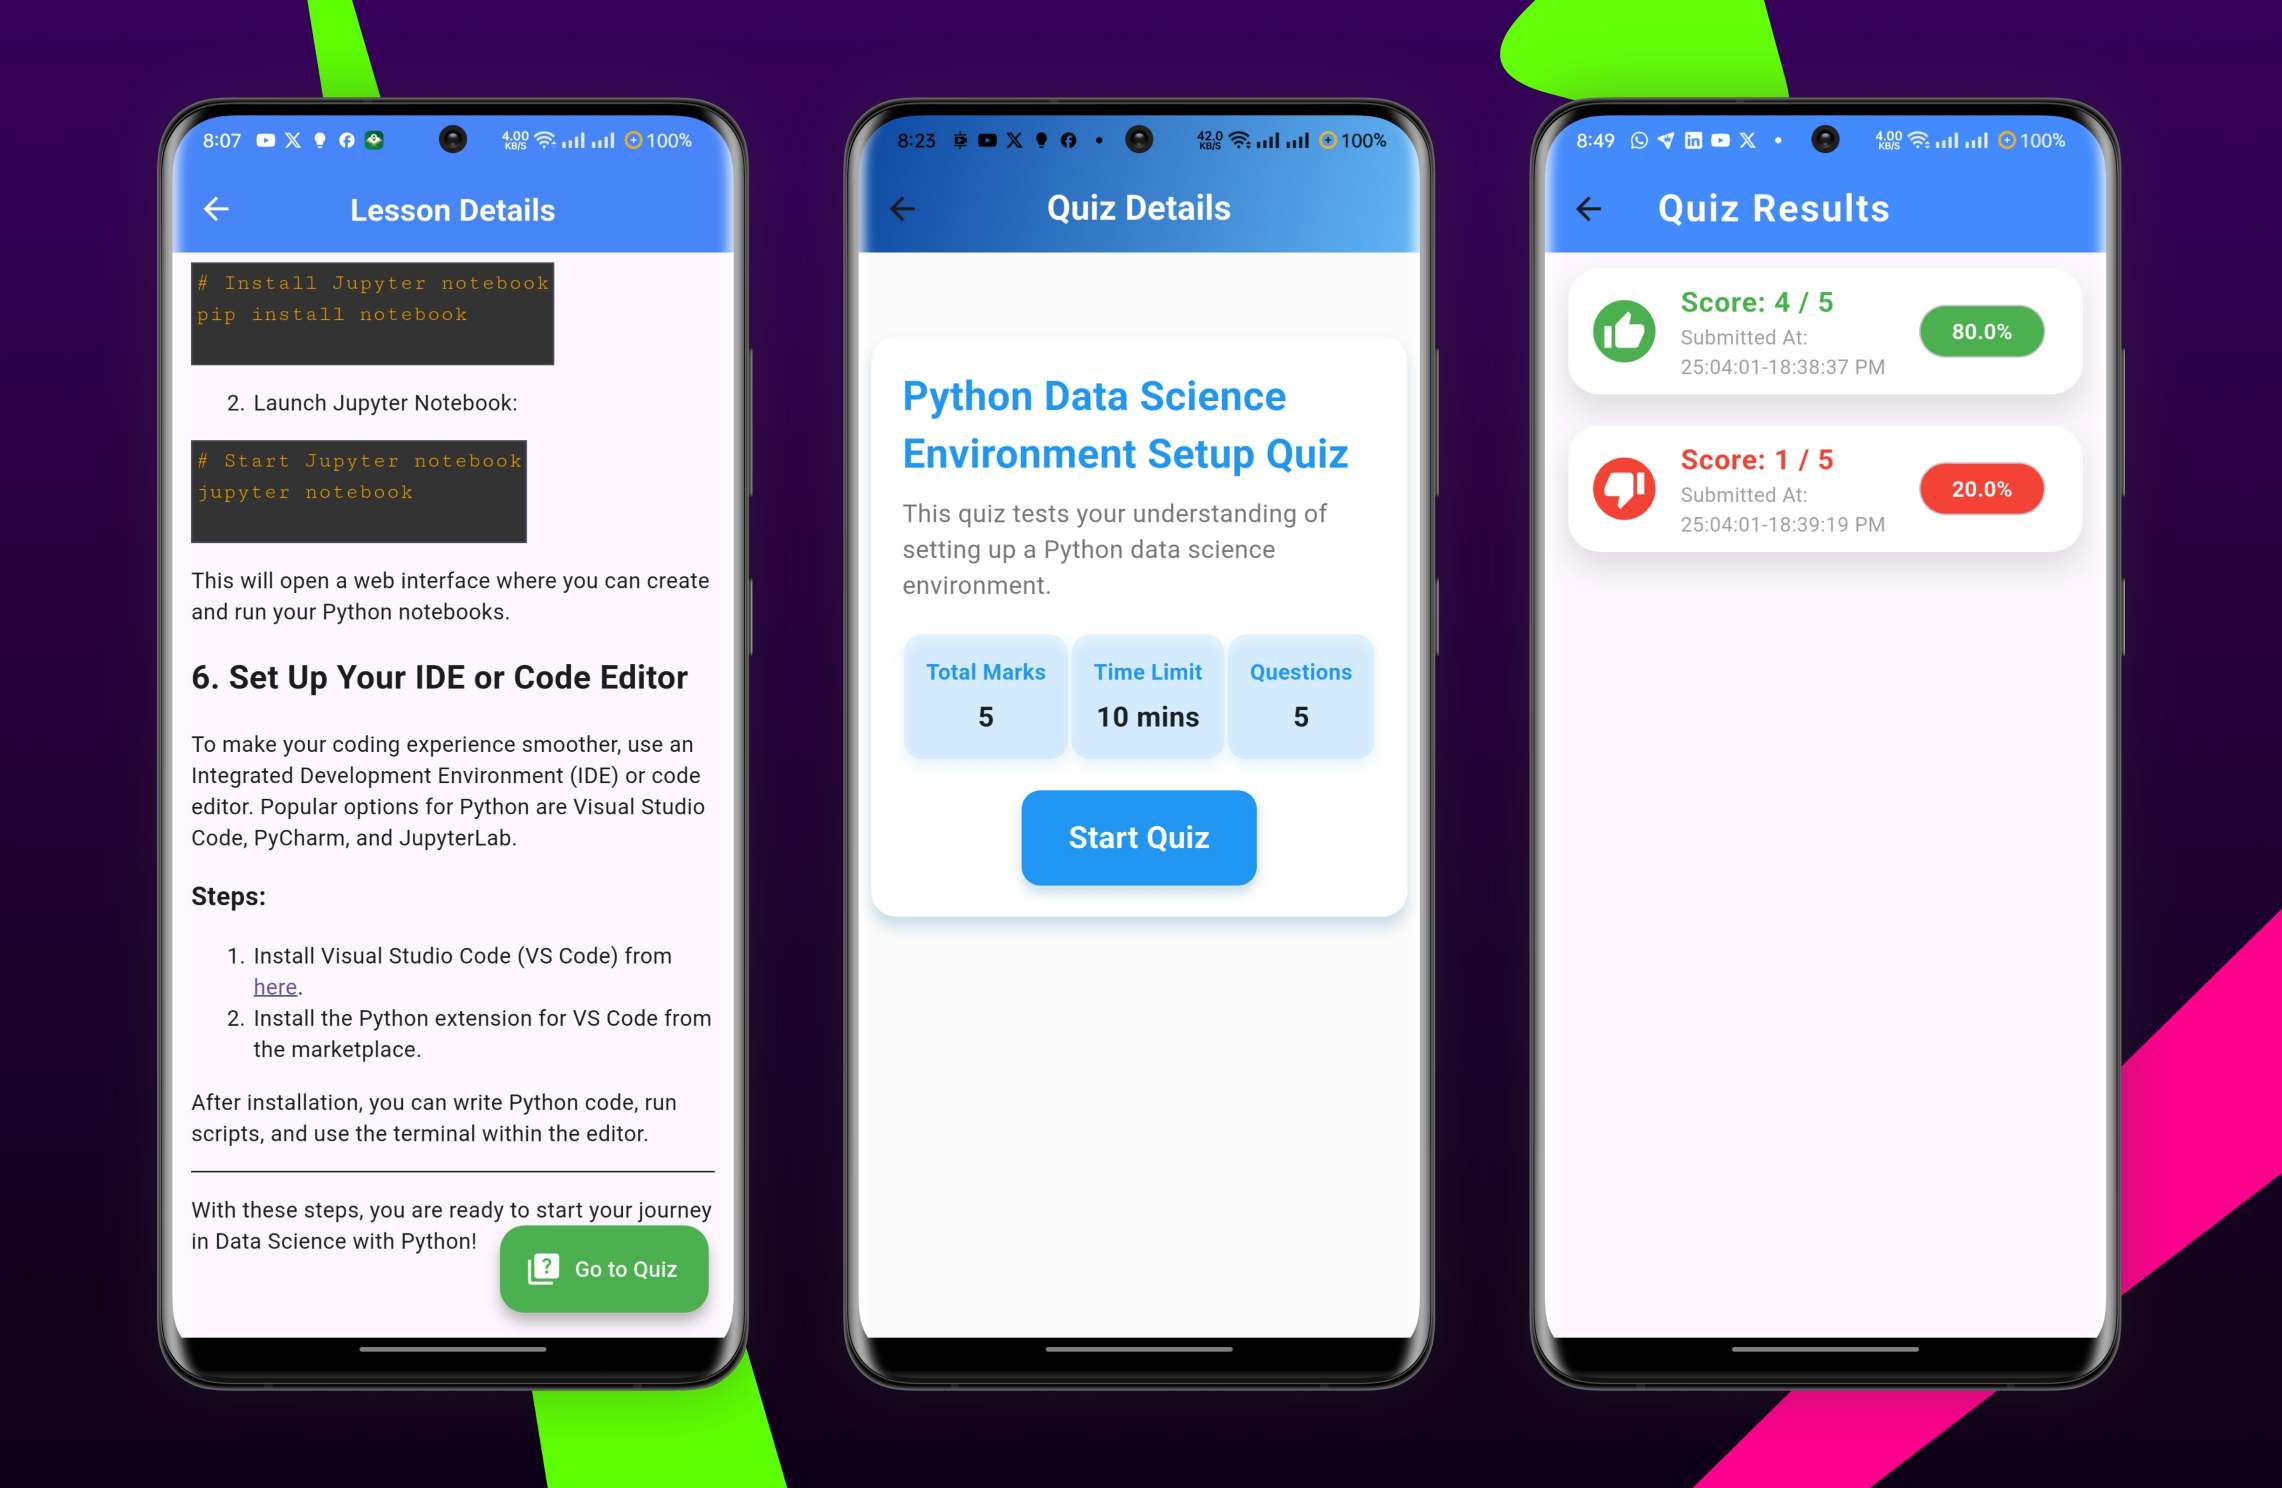 8:07
4.00
KB/S
100%
Lesson Details
# Install Jupyter notebook
pip install notebook
2. Launch Jupyter Notebook:
# Start Jupyter notebook
jupyter notebook
This will open a web interface where you can create
and run your Python notebooks.
6. Set Up Your IDE or Code Editor
To make your coding experience smoother, use an
Integrated Development Environment (IDE) or code
editor. Popular options for Python are Visual Studio
Code, PyCharm, and JupyterLab.
Steps:
1. Install Visual Studio Code (VS Code) from
here.
2. Install the Python extension for VS Code from
the marketplace.
After installation, you can write Python code, run
scripts, and use the terminal within the editor.
With these steps, you are ready to start your journey
in Data Science with Python!
Go to Quiz
8:23
42.0
KB/S
100%
Quiz Details
Python Data Science
Environment Setup Quiz
This quiz tests your understanding of
setting up a Python data science
environment.
Total Marks
5
Time Limit
10 mins
Questions
5
Start Quiz
8:49
4.00
KB/S
100%
Quiz Results
Score: 4 / 5
Submitted At:
25:04:01-18:38:37 PM
80.0%
Score: 1 / 5
Submitted At:
25:04:01-18:39:19 PM
20.0%